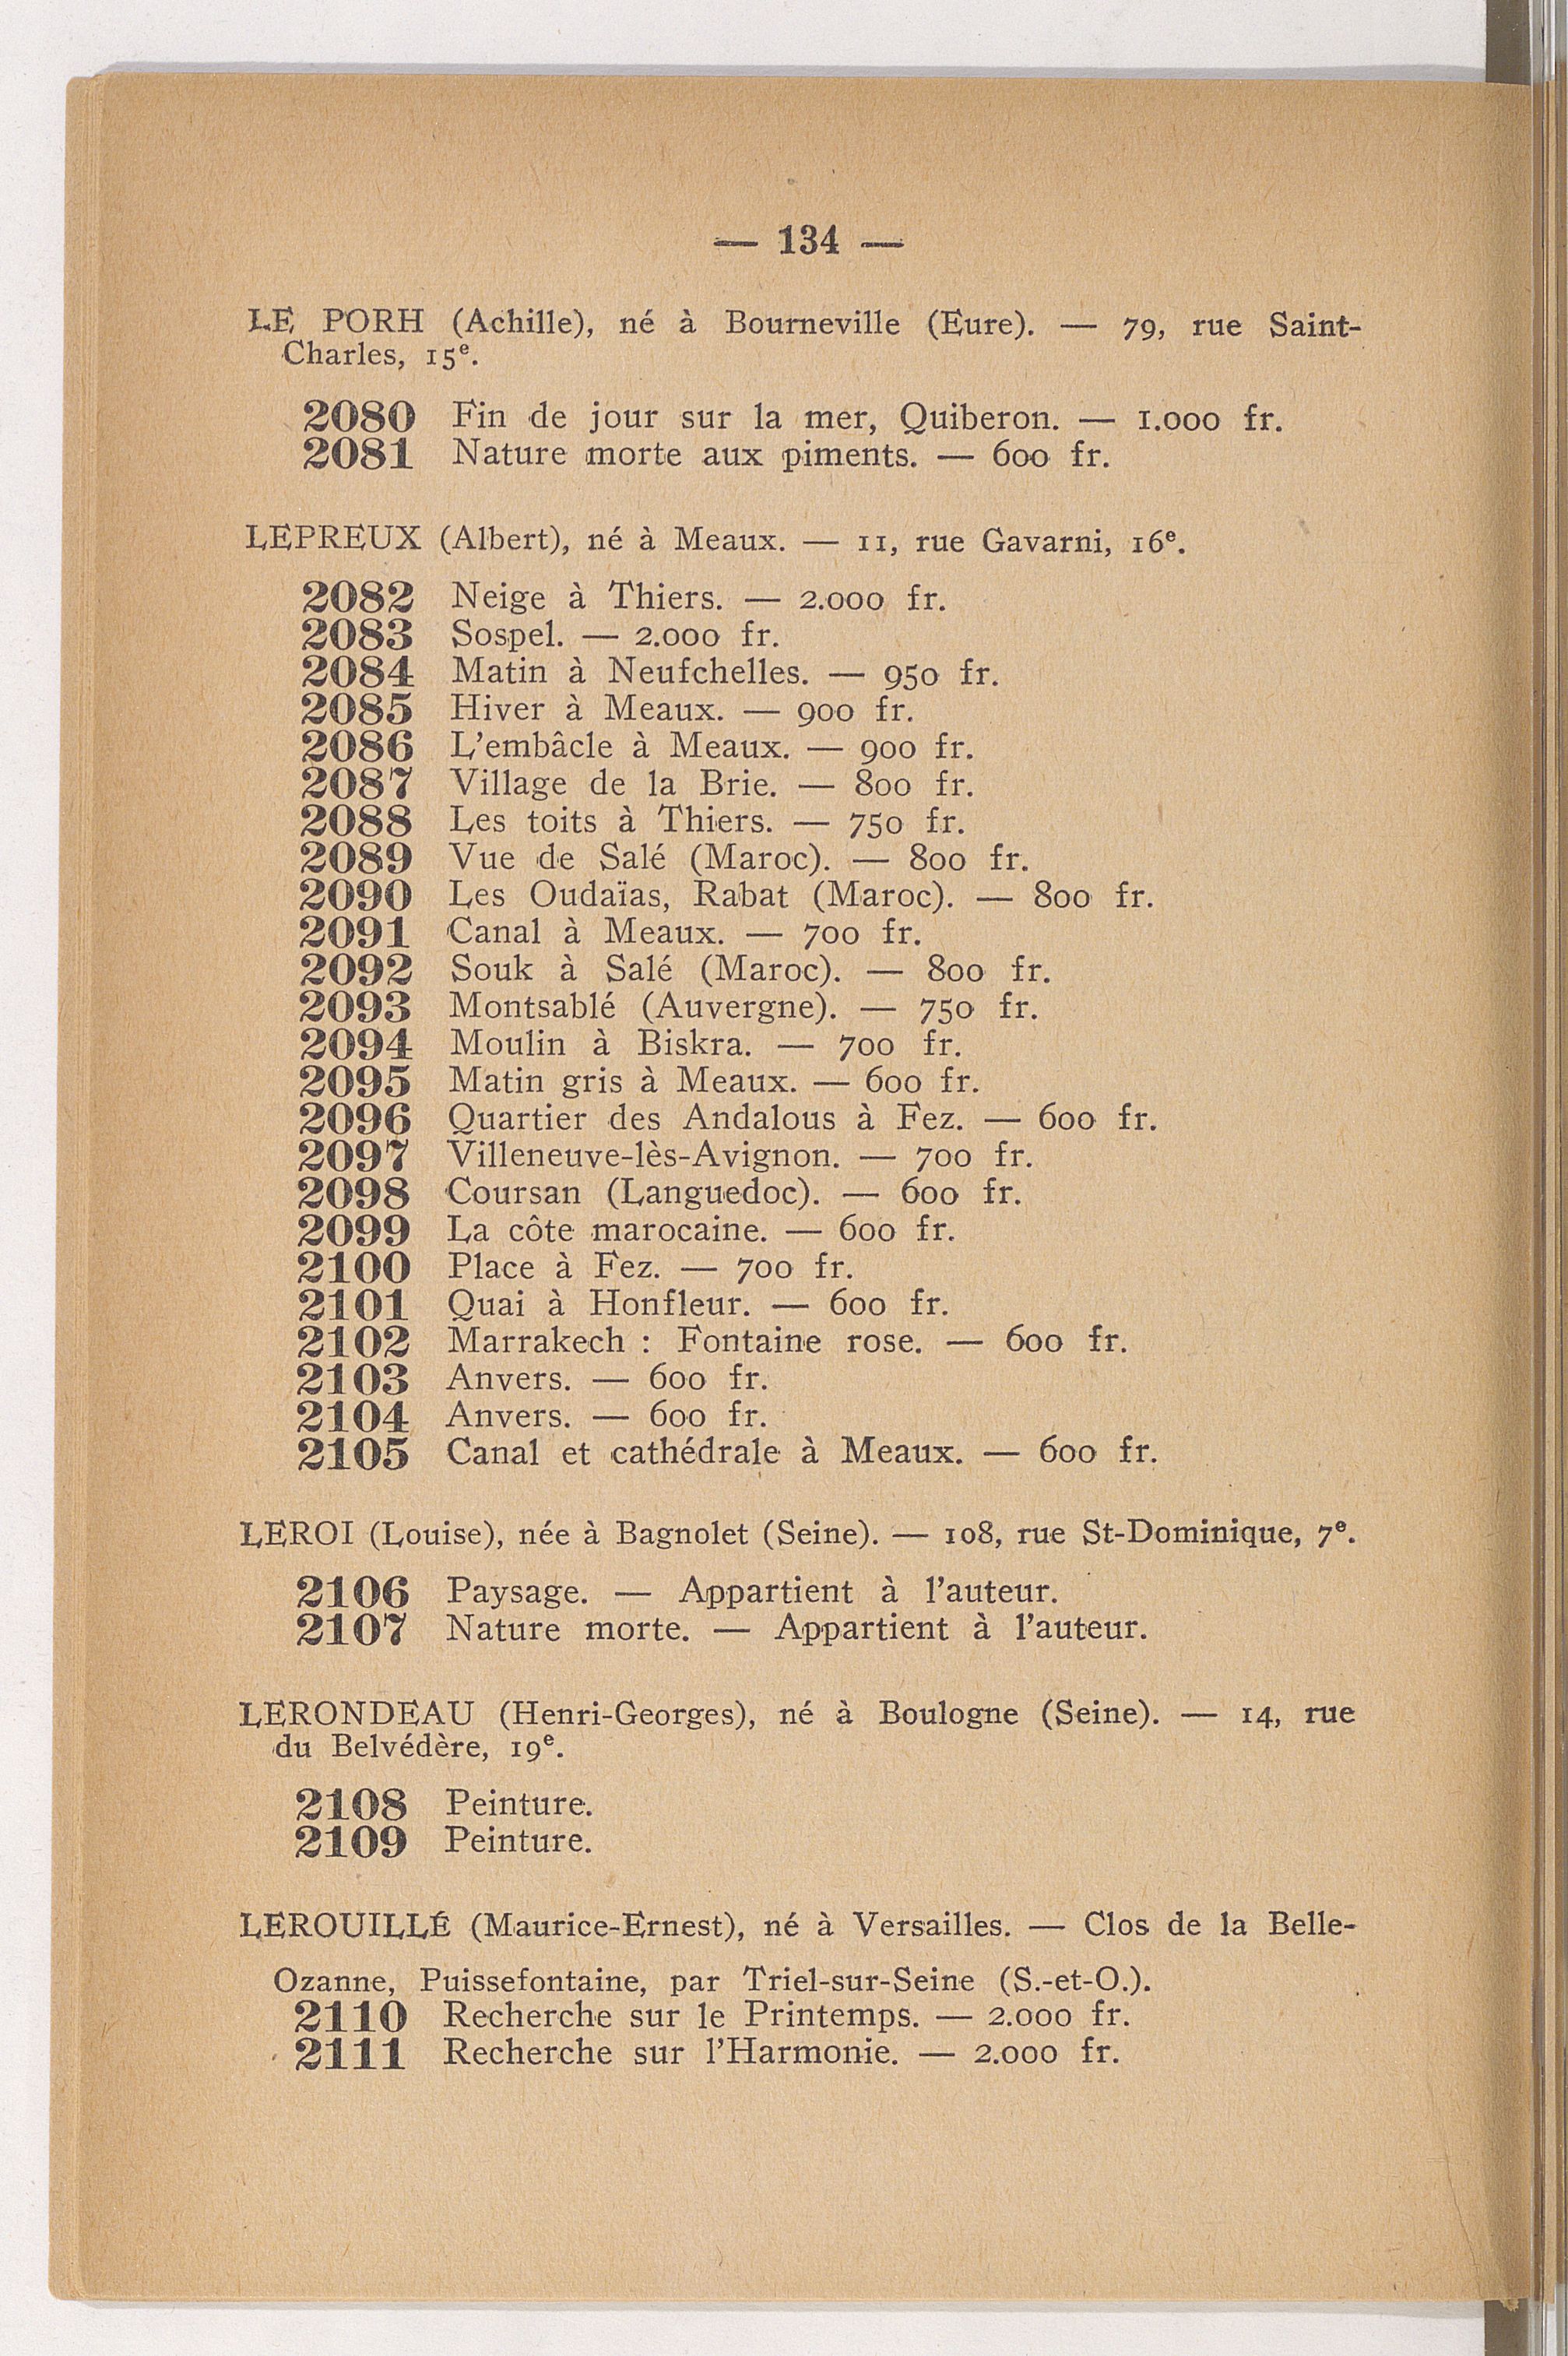 — 134 —
LE PORH (Achille), né à Bourneville (Eure). — 79, rue Saint-
Charles, 15e.
2080 Fin de jour sur la mer, Quiberon. — 1.000 fr.
2081 Nature morte aux piments. — 600 fr.
LEPREUX (Albert), né à Meaux. — 11, rue Gavarni, 16e.
2082 Neige à Thiers. — 2.000 fr.
2083 Sospel. — 2.000 fr.
2084 Matin à Neufchelles. — 950 fr.
2085 Hiver à Meaux. — 900 fr.
2086 L'embâcle à Meaux. — 900 fr.
2087 Village de la Brie. — 800 fr.
2088 Les toits à Thiers. — 750 fr.
2089 Vue de Salé (Maroc). — 800 fr.
2090 Les Oudaïas, Rabat (Maroc). — 800 fr.
2091 Canal à Meaux. — 700 fr.
2092 Souk à Salé (Maroc). — 800 fr.
2093 Montsablé (Auvergne). — 750 fr.
2094 Moulin à Biskra. — 700 fr.
2095 Matin gris à Meaux. — 600 fr.
2096 Quartier des Andalous à Fez. — 600 fr.
2097 Villeneuve-lès-Avignon. — 700 fr.
2098 Coursan (Languedoc). — 600 fr.
2099 La côte marocaine. — 600 fr.
2100 Place à Fez. — 700 fr.
2101 Quai à Honfleur. — 600 fr.
2102 Marrakech : Fontaine rose. — 600 fr.
2103 Anvers. — 600 fr.
2104 Anvers. — 600 fr.
2105 Canal et cathédrale à Meaux. — 600 fr.
LEROI (Louise), née à Bagnolet (Seine). — 108, rue St-Dominique, 7e.
2106 Paysage. — Appartient à l'auteur.
2107 Nature morte. — Appartient à l'auteur.
LERONDEAU (Henri-Georges), né à Boulogne (Seine). — 14, rue
du Belvédère, 19e.
2108 Peinture.
2109 Peinture.
LEROUILLÉ (Maurice-Ernest), né à Versailles. — Clos de la Belle-
Ozanne, Puissefontaine, par Triel-sur-Seine (S.-et-O.).
2110 Recherche sur le Printemps. — 2.000 fr.
2111 Recherche sur l'Harmonie. — 2.000 fr.